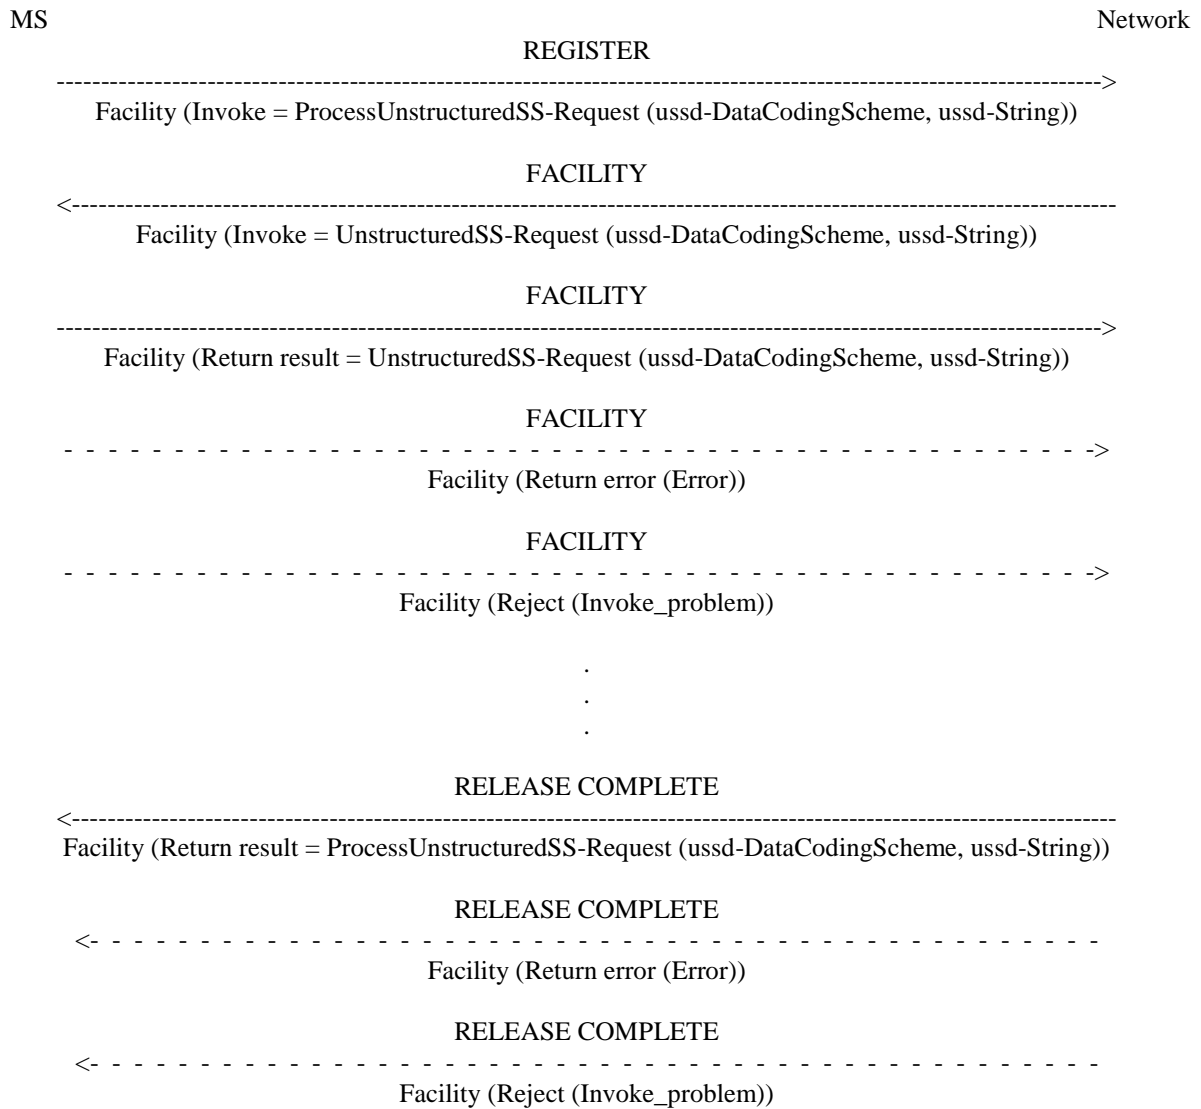 MS Network
REGISTER
------------------------------------------------------------------------------------------------------------------------>
Facility (Invoke = ProcessUnstructuredSS-Request (ussd-DataCodingScheme, ussd-String))
FACILITY
<------------------------------------------------------------------------------------------------------------------------
Facility (Invoke = UnstructuredSS-Request (ussd-DataCodingScheme, ussd-String))
FACILITY
------------------------------------------------------------------------------------------------------------------------>
Facility (Return result = UnstructuredSS-Request (ussd-DataCodingScheme, ussd-String))
FACILITY
- - - - - - - - - - - - - - - - - - - - - - - - - - - - - - - - - - - - - - - - - - - - - - - ->
Facility (Return error (Error))
FACILITY
- - - - - - - - - - - - - - - - - - - - - - - - - - - - - - - - - - - - - - - - - - - - - - - ->
Facility (Reject (Invoke_problem))
.
.
.
RELEASE COMPLETE
<------------------------------------------------------------------------------------------------------------------------
Facility (Return result = ProcessUnstructuredSS-Request (ussd-DataCodingScheme, ussd-String))
RELEASE COMPLETE
<- - - - - - - - - - - - - - - - - - - - - - - - - - - - - - - - - - - - - - - - - - - - - - -
Facility (Return error (Error))
RELEASE COMPLETE
<- - - - - - - - - - - - - - - - - - - - - - - - - - - - - - - - - - - - - - - - - - - - - - -
Facility (Reject (Invoke_problem))